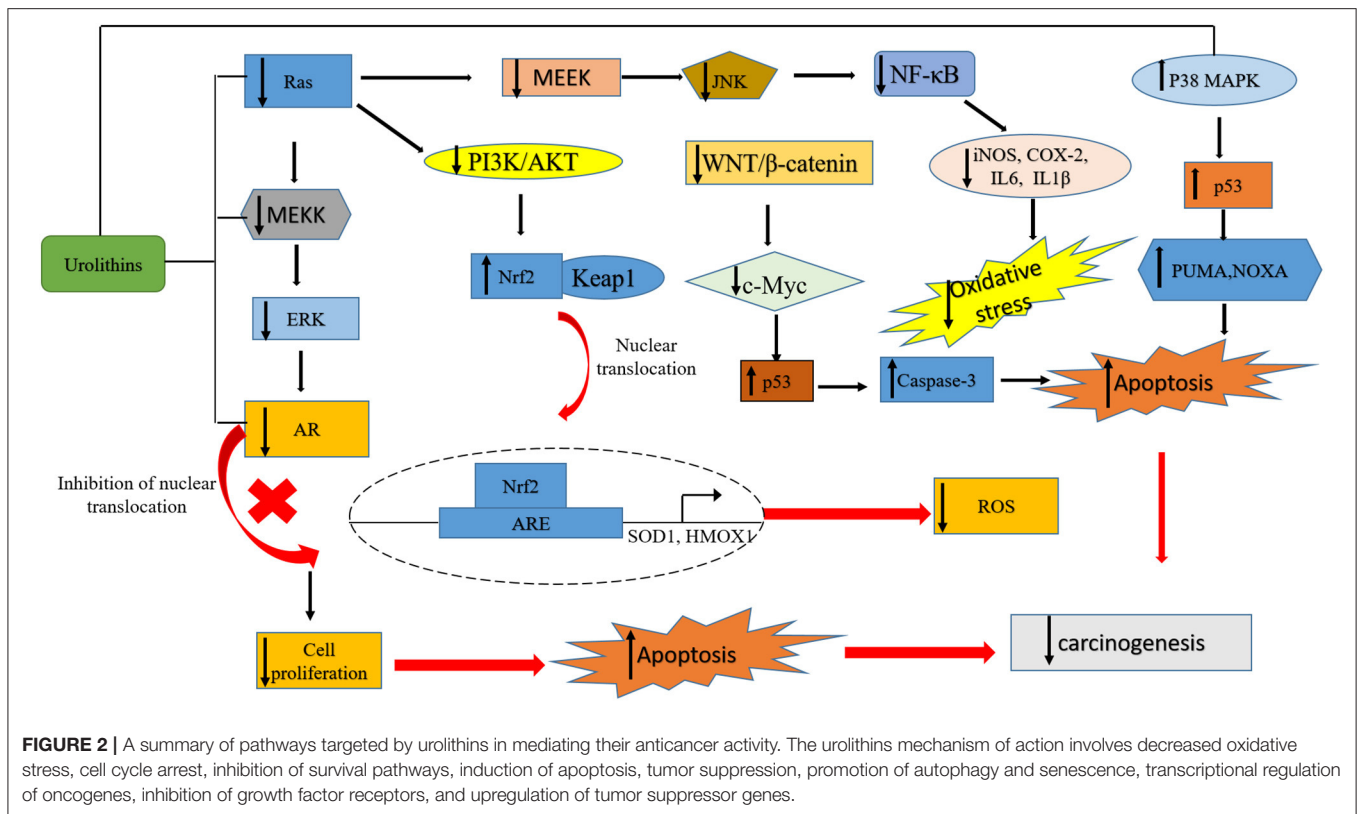 Ras
MEEK
JNK
NF-κB
P38 MAPK
PI3K/AKT
WNT/β-catenin
iNOS, COX-2,
IL6, IL1β
p53
MEKK
Urolithins
Nrf2
Keap1
c-Myc
Oxidative
stress
PUMA,NOXA
ERK
Nuclear
translocation
p53
Caspase-3
Apoptosis
AR
Inhibition of nuclear
translocation
Nrf2
ARE
SOD1, HMOX1
ROS
Cell
proliferation
Apoptosis
carcinogenesis
FIGURE 2 | A summary of pathways targeted by urolithins in mediating their anticancer activity. The urolithins mechanism of action involves decreased oxidative
stress, cell cycle arrest, inhibition of survival pathways, induction of apoptosis, tumor suppression, promotion of autophagy and senescence, transcriptional regulation
of oncogenes, inhibition of growth factor receptors, and upregulation of tumor suppressor genes.